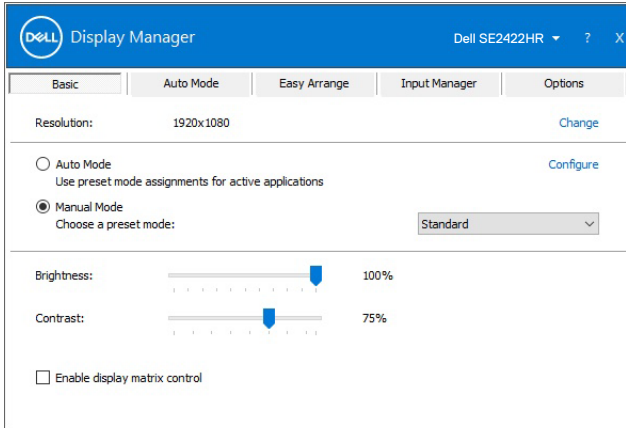 DELL Display Manager Dell SE2422HR ? X
Basic Auto Mode Easy Arrange Input Manager Options
Resolution: 1920x1080 Change
Auto Mode Configure
Use preset mode assignments for active applications
Manual Mode
Choose a preset mode: Standard
Brightness: 100%
Contrast: 75%
Enable display matrix control